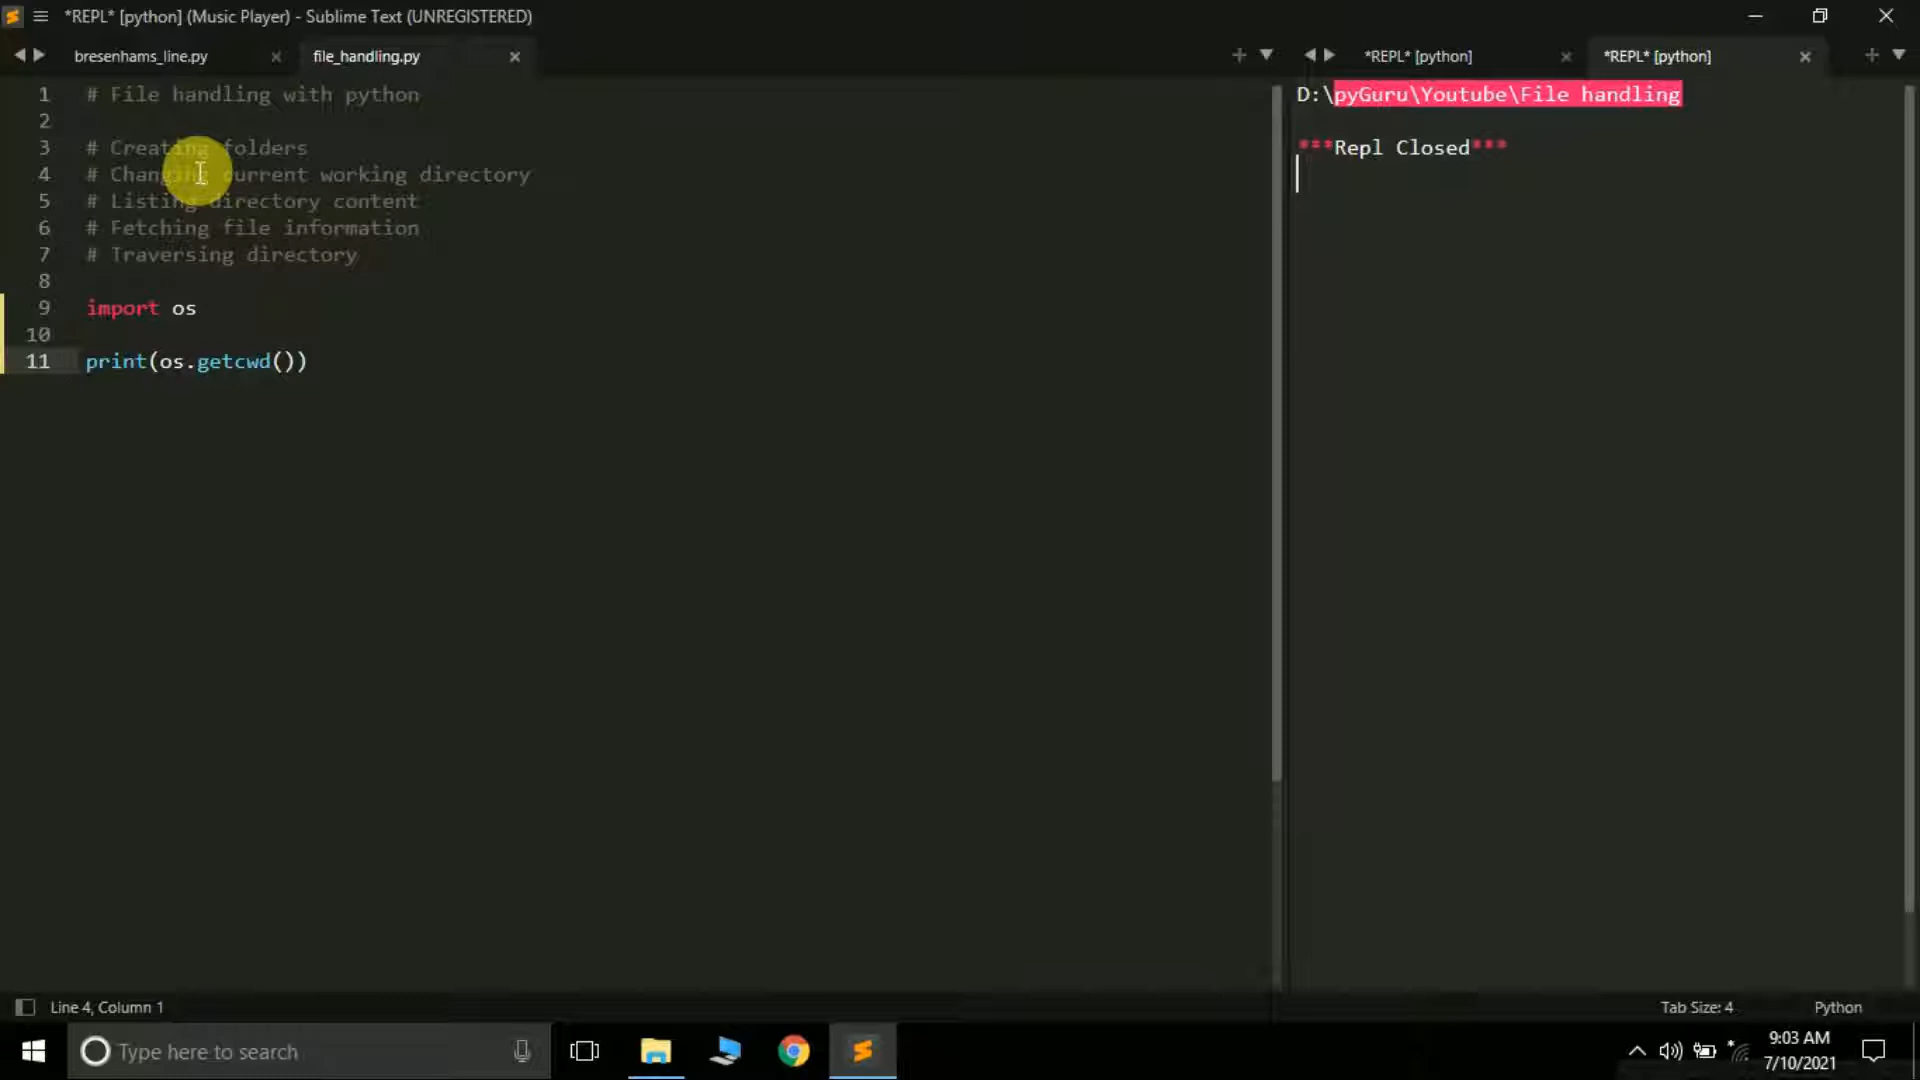 *REPL* [python] (Music Player) - Sublime Text (UNREGISTERED)
bresenhams_line.py
file_handling.py
*REPL* [python]
*REPL* [python]
1 # File handling with python
2
3 # Creating folders
4 # Changing current working directory
5 # Listing directory content
6 # Fetching file information
7 # Traversing directory
8
9 import os
10
11 print(os.getcwd())
D:\pyGuru\Youtube\File handling
***Repl Closed***
Line 4, Column 1
Tab Size: 4
Python
Type here to search
9:03 AM
7/10/2021